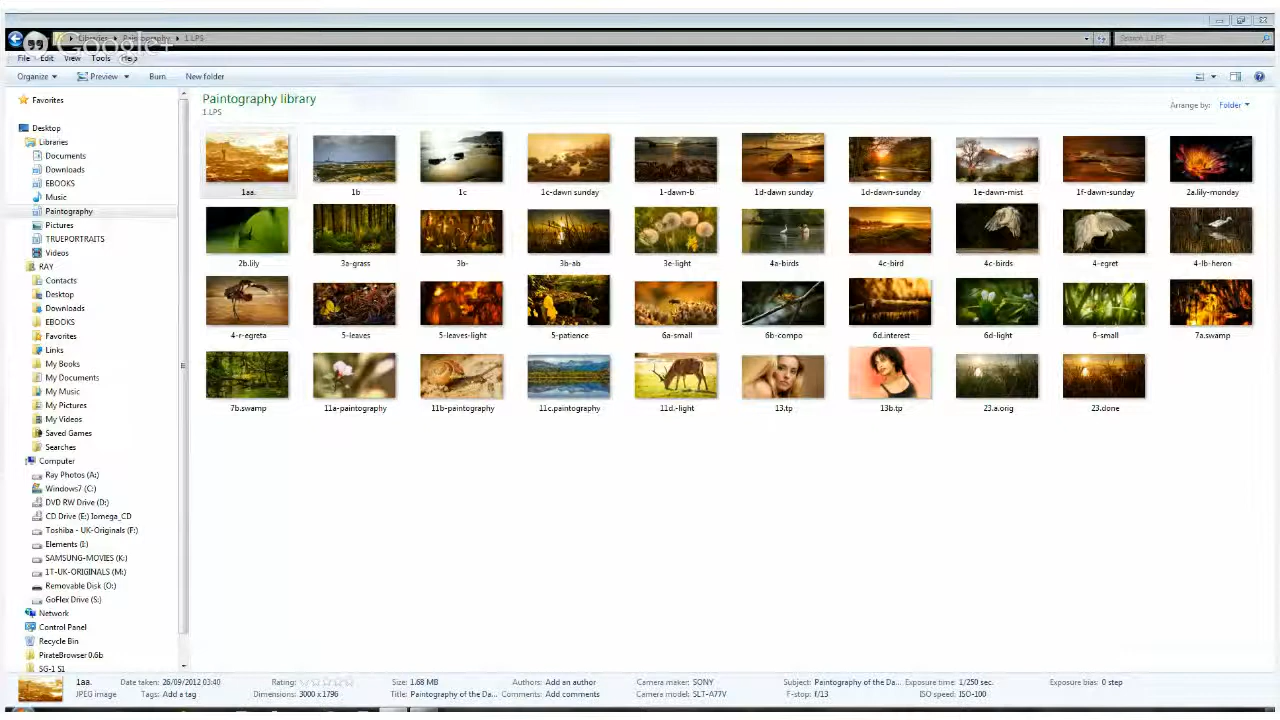 Google+
Libraries ▸ Paintography ▸ 1.LPS
Search 1.LPS
File Edit View Tools Help
Organize Preview Burn New folder
Favorites
Desktop
Libraries
Documents
Downloads
EBOOKS
Music
Paintography
Pictures
TRUEPORTRAITS
Videos
RAY
Contacts
Desktop
Downloads
EBOOKS
Favorites
Links
My Books
My Documents
My Music
My Pictures
My Videos
Saved Games
Searches
Computer
Ray Photos (A:)
Windows7 (C:)
DVD RW Drive (D:)
CD Drive (E:) Iomega_CD
Toshiba - UK-Originals (F:)
Elements (I:)
SAMSUNG-MOVIES (K:)
1T-UK-ORIGINALS (M:)
Removable Disk (O:)
GoFlex Drive (S:)
Network
Control Panel
Recycle Bin
PirateBrowser 0.6b
SG-1 S1
Paintography library
1.LPS
Arrange by: Folder
1aa. 1b 1c 1c-dawn sunday 1-dawn-b 1d-dawn sunday 1d-dawn-sunday 1e-dawn-mist 1f-dawn-sunday 2a.lily-monday
2b.lily 3a-grass 3b- 3b-ab 3e-light 4a-birds 4c-bird 4c-birds 4-egret 4-lb-heron
4-r-egreta 5-leaves 5-leaves-light 5-patience 6a-small 6b-compo 6d.interest 6d-light 6-small 7a.swamp
7b.swamp 11a-paintography 11b-paintography 11c.paintography 11d.-light 13.tp 13b.tp 23.a.orig 23.done
1aa. Date taken: 26/09/2012 03:40 Rating: Size: 1.68 MB Authors: Add an author Camera maker: SONY Subject: Paintography of the Da... Exposure time: 1/250 sec. Exposure bias: 0 step
JPEG image Tags: Add a tag Dimensions: 3000 x 1796 Title: Paintography of the Da... Comments: Add comments Camera model: SLT-A77V F-stop: f/13 ISO speed: ISO-100